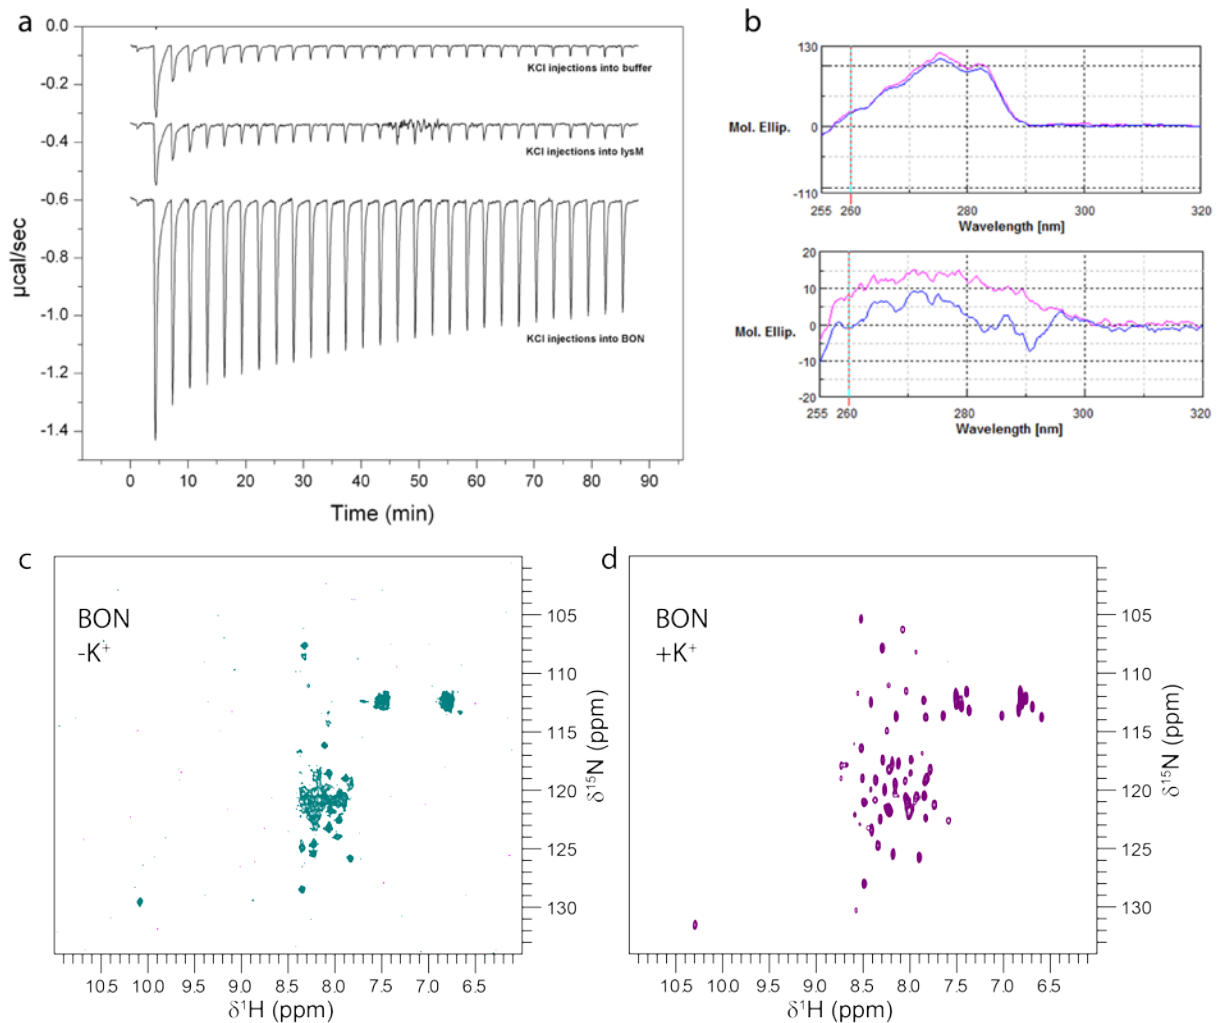 a
0.0
-0.2
-0.4
-0.6
-0.8
-1.0
-1.2
-1.4
µcal/sec
KCl injections into buffer
KCl injections into lysM
KCl injections into BON
0 10 20 30 40 50 60 70 80 90
Time (min)
b
130
0
-110
Mol. Ellip.
255 260 280 300 320
Wavelength [nm]
20
10
0
-10
-20
Mol. Ellip.
255 260 280 300 320
Wavelength [nm]
c
BON
-K⁺
105
110
115
120
125
130
δ¹⁵N (ppm)
10.5 10.0 9.5 9.0 8.5 8.0 7.5 7.0 6.5
δ¹H (ppm)
d
BON
+K⁺
105
110
115
120
125
130
δ¹⁵N (ppm)
10.5 10.0 9.5 9.0 8.5 8.0 7.5 7.0 6.5
δ¹H (ppm)